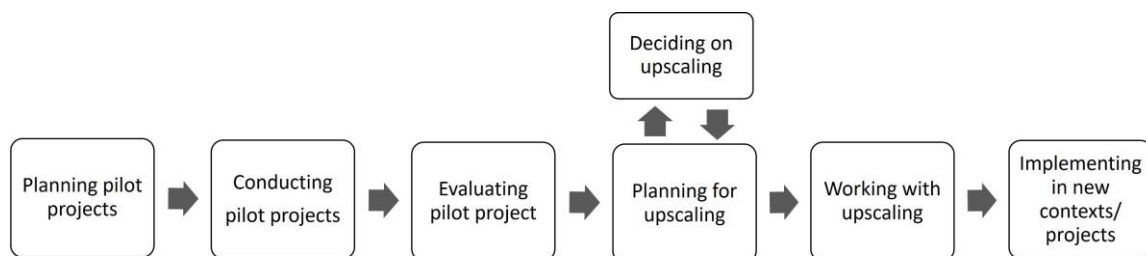 Deciding on
upscaling
Planning pilot
projects
Conducting
pilot projects
Evaluating
pilot project
Planning for
upscaling
Working with
upscaling
Implementing
in new
contexts/
projects